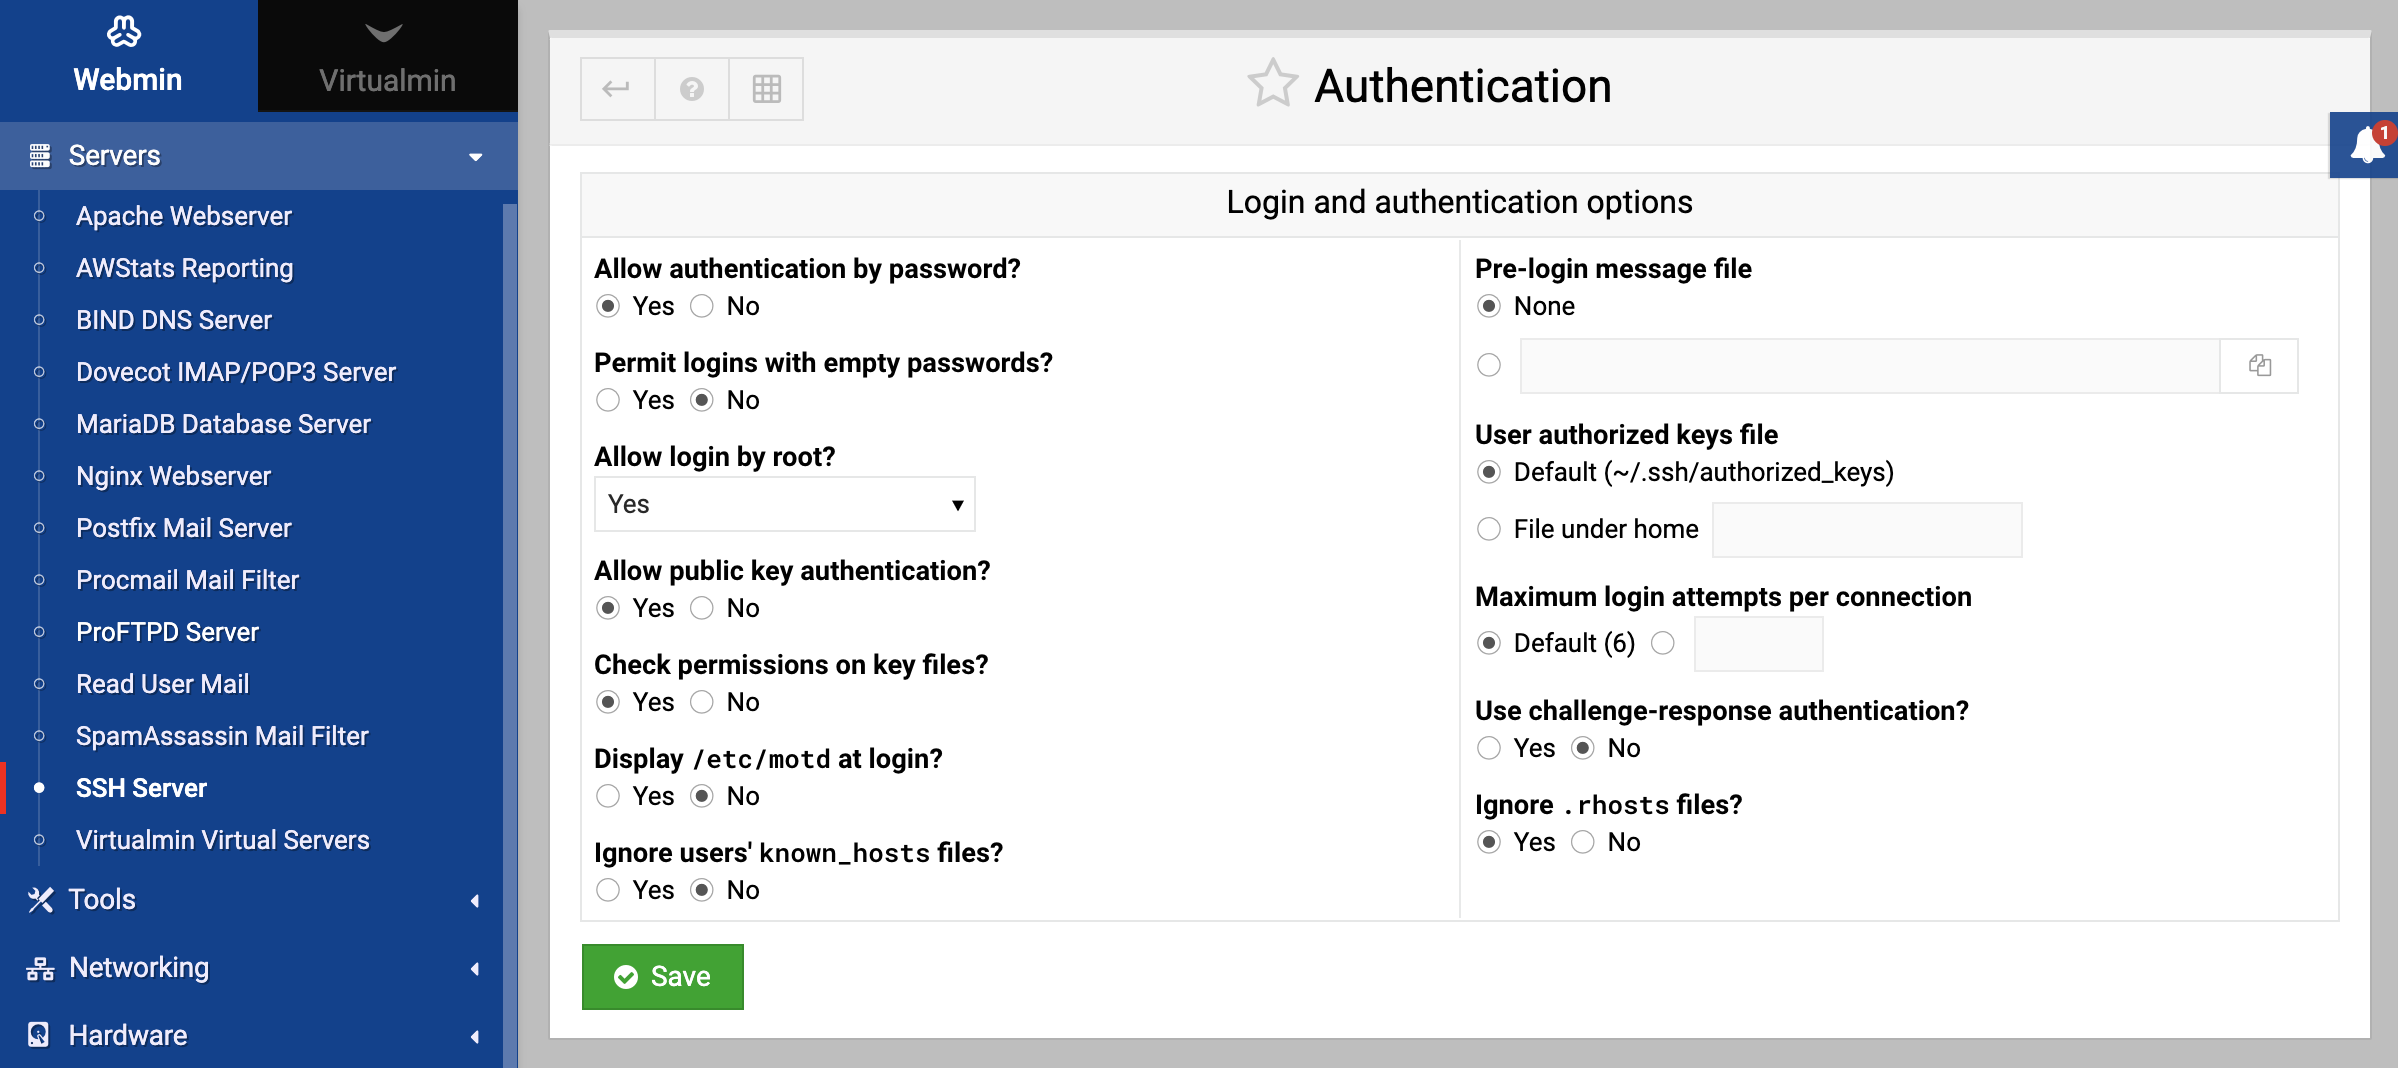 Webmin
Virtualmin
Servers
Apache Webserver
AWStats Reporting
BIND DNS Server
Dovecot IMAP/POP3 Server
MariaDB Database Server
Nginx Webserver
Postfix Mail Server
Procmail Mail Filter
ProFTPD Server
Read User Mail
SpamAssassin Mail Filter
SSH Server
Virtualmin Virtual Servers
Tools
Networking
Hardware
Authentication
1
Login and authentication options
Allow authentication by password?
Yes No
Permit logins with empty passwords?
Yes No
Allow login by root?
Yes
Allow public key authentication?
Yes No
Check permissions on key files?
Yes No
Display /etc/motd at login?
Yes No
Ignore users' known_hosts files?
Yes No
Pre-login message file
None
User authorized keys file
Default (~/.ssh/authorized_keys)
File under home
Maximum login attempts per connection
Default (6)
Use challenge-response authentication?
Yes No
Ignore .rhosts files?
Yes No
Save